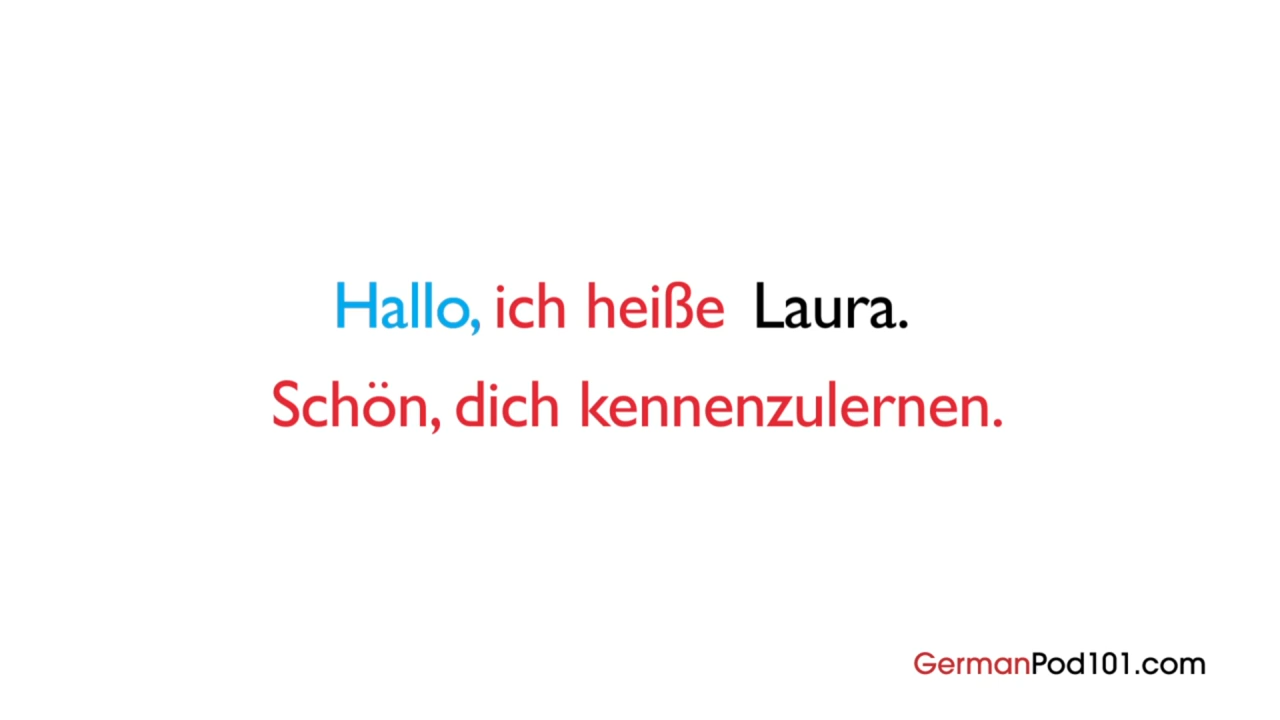 Hallo, ich heiße Laura.
Schön, dich kennenzulernen.
GermanPod101.com